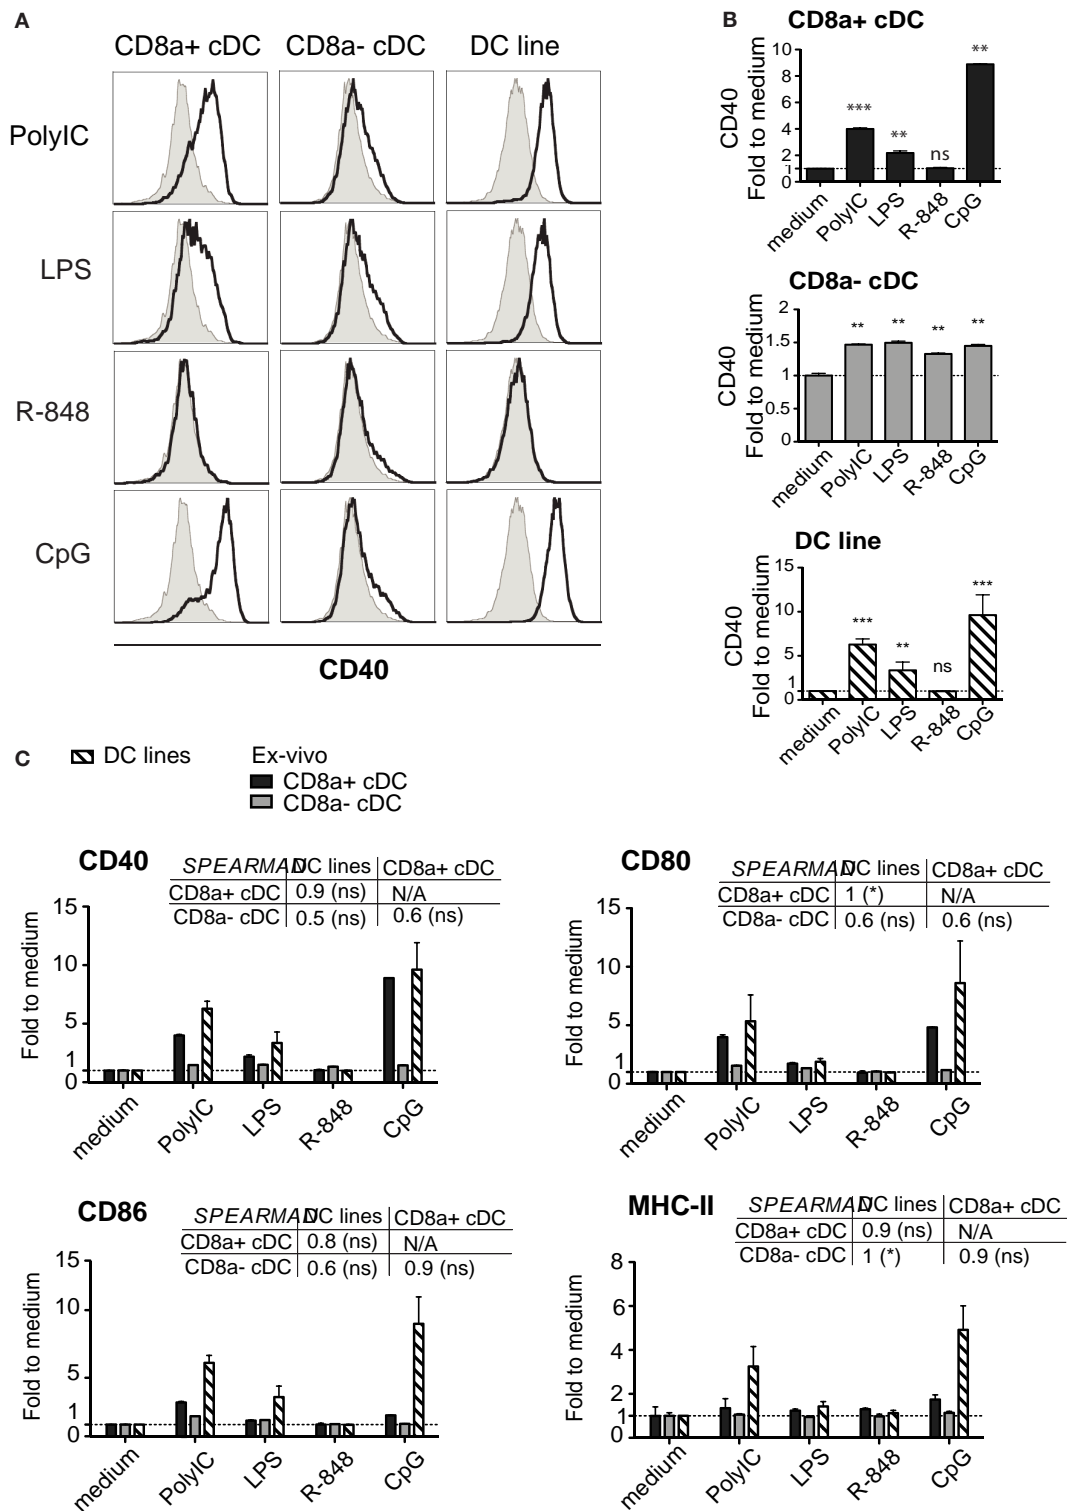 A
CD8a+ cDC CD8a- cDC DC line
PolyIC
LPS
R-848
CpG
CD40
B
CD8a+ cDC
CD40
Fold to medium
10
8
6
4
2
1
0
***
**
ns
**
medium PolyIC LPS R-848 CpG
CD8a- cDC
CD40
Fold to medium
2
1.5
1
0.5
0
**
**
**
**
medium PolyIC LPS R-848 CpG
DC line
CD40
Fold to medium
15
10
5
1
0
***
**
ns
***
medium PolyIC LPS R-848 CpG
C
DC lines
Ex-vivo
CD8a+ cDC
CD8a- cDC
CD40
SPEARMAN DC lines CD8a+ cDC
CD8a+ cDC 0.9 (ns) N/A
CD8a- cDC 0.5 (ns) 0.6 (ns)
Fold to medium
15
10
5
1
0
medium PolyIC LPS R-848 CpG
CD80
SPEARMAN DC lines CD8a+ cDC
CD8a+ cDC 1 (*) N/A
CD8a- cDC 0.6 (ns) 0.6 (ns)
Fold to medium
15
10
5
1
0
medium PolyIC LPS R-848 CpG
CD86
SPEARMAN DC lines CD8a+ cDC
CD8a+ cDC 0.8 (ns) N/A
CD8a- cDC 0.6 (ns) 0.9 (ns)
Fold to medium
15
10
5
1
0
medium PolyIC LPS R-848 CpG
MHC-II
SPEARMAN DC lines CD8a+ cDC
CD8a+ cDC 0.9 (ns) N/A
CD8a- cDC 1 (*) 0.9 (ns)
Fold to medium
8
6
4
2
1
0
medium PolyIC LPS R-848 CpG